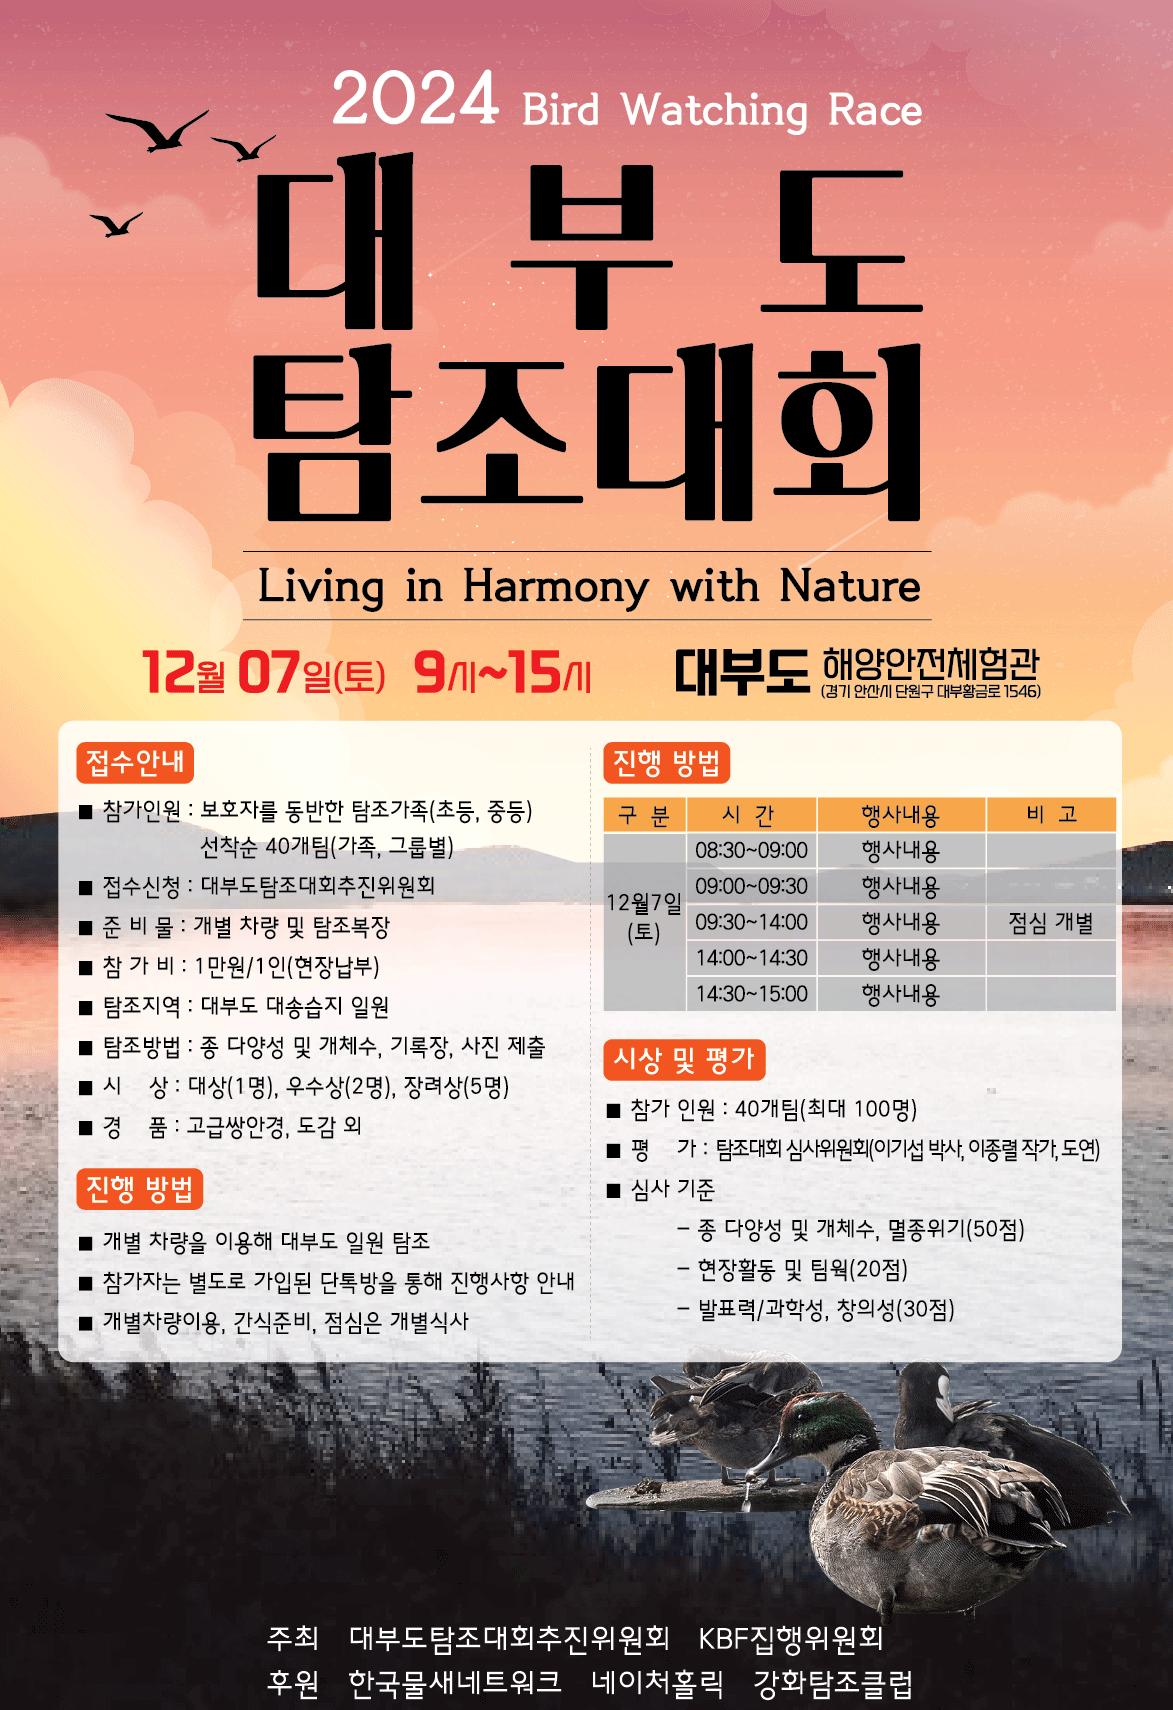 2024 Bird Watching Race
대부도
탐조대회
Living in Harmony with Nature
12월 07일(토) 9시~15시
대부도 해양안전체험관
(경기 안산시 단원구 대부황금로 1546)
접수안내
■ 참가인원 : 보호자를 동반한 탐조가족(초등, 중등)
선착순 40개팀(가족, 그룹별)
■ 접수신청 : 대부도탐조대회추진위원회
■ 준 비 물 : 개별 차량 및 탐조복장
■ 참 가 비 : 1만원/1인(현장납부)
■ 탐조지역 : 대부도 대송습지 일원
■ 탐조방법 : 종 다양성 및 개체수, 기록장, 사진 제출
■ 시 상 : 대상(1명), 우수상(2명), 장려상(5명)
■ 경 품 : 고급쌍안경, 도감 외
진행 방법
■ 개별 차량을 이용해 대부도 일원 탐조
■ 참가자는 별도로 가입된 단톡방을 통해 진행사항 안내
■ 개별차량이용, 간식준비, 점심은 개별식사
진행 방법
구 분 시 간 행사내용 비 고
12월7일
(토)
08:30~09:00 행사내용
09:00~09:30 행사내용
09:30~14:00 행사내용 점심 개별
14:00~14:30 행사내용
14:30~15:00 행사내용
시상 및 평가
■ 참가 인원 : 40개팀(최대 100명)
■ 평 가 : 탐조대회 심사위원회(이기섭 박사, 이종렬 작가, 도연)
■ 심사 기준
– 종 다양성 및 개체수, 멸종위기(50점)
– 현장활동 및 팀웍(20점)
– 발표력/과학성, 창의성(30점)
주최 대부도탐조대회추진위원회 KBF집행위원회
후원 한국물새네트워크 네이처홀릭 강화탐조클럽